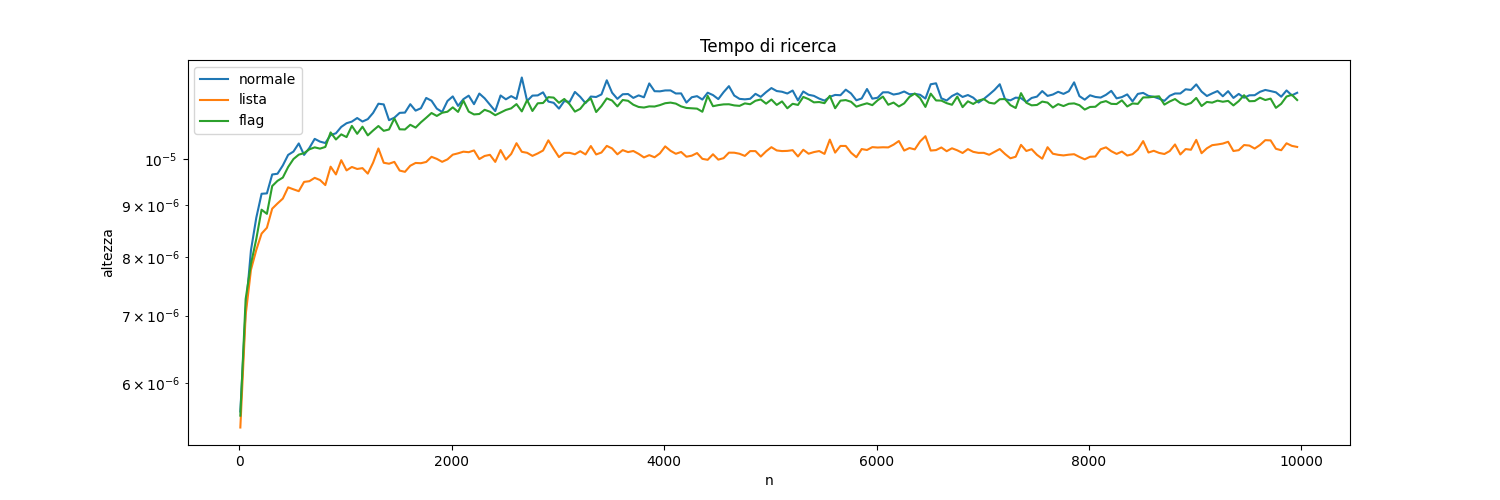 Tempo di ricerca
normale
lista
flag
altezza
10⁻⁵
9 × 10⁻⁶
8 × 10⁻⁶
7 × 10⁻⁶
6 × 10⁻⁶
0 2000 4000 6000 8000 10000
n